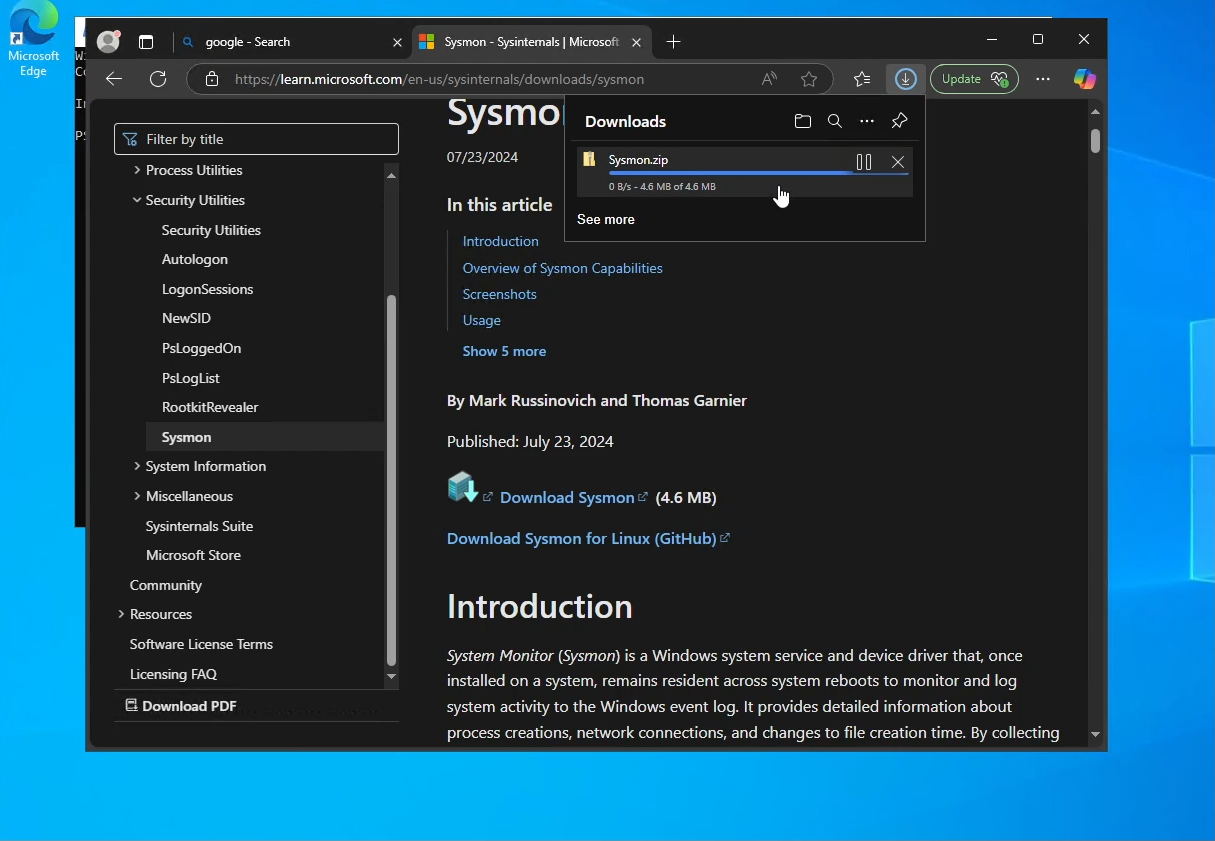 Microsoft
Edge
google - Search
Sysmon - Sysinternals | Microsoft
https://learn.microsoft.com/en-us/sysinternals/downloads/sysmon
Update
Filter by title
Process Utilities
Security Utilities
Security Utilities
Autologon
LogonSessions
NewSID
PsLoggedOn
PsLogList
RootkitRevealer
Sysmon
System Information
Miscellaneous
Sysinternals Suite
Microsoft Store
Community
Resources
Software License Terms
Licensing FAQ
Download PDF
Downloads
Sysmon.zip
0 B/s - 4.6 MB of 4.6 MB
See more
Sysmo
07/23/2024
In this article
Introduction
Overview of Sysmon Capabilities
Screenshots
Usage
Show 5 more
By Mark Russinovich and Thomas Garnier
Published: July 23, 2024
Download Sysmon (4.6 MB)
Download Sysmon for Linux (GitHub)
Introduction
System Monitor (Sysmon) is a Windows system service and device driver that, once
installed on a system, remains resident across system reboots to monitor and log
system activity to the Windows event log. It provides detailed information about
process creations, network connections, and changes to file creation time. By collecting